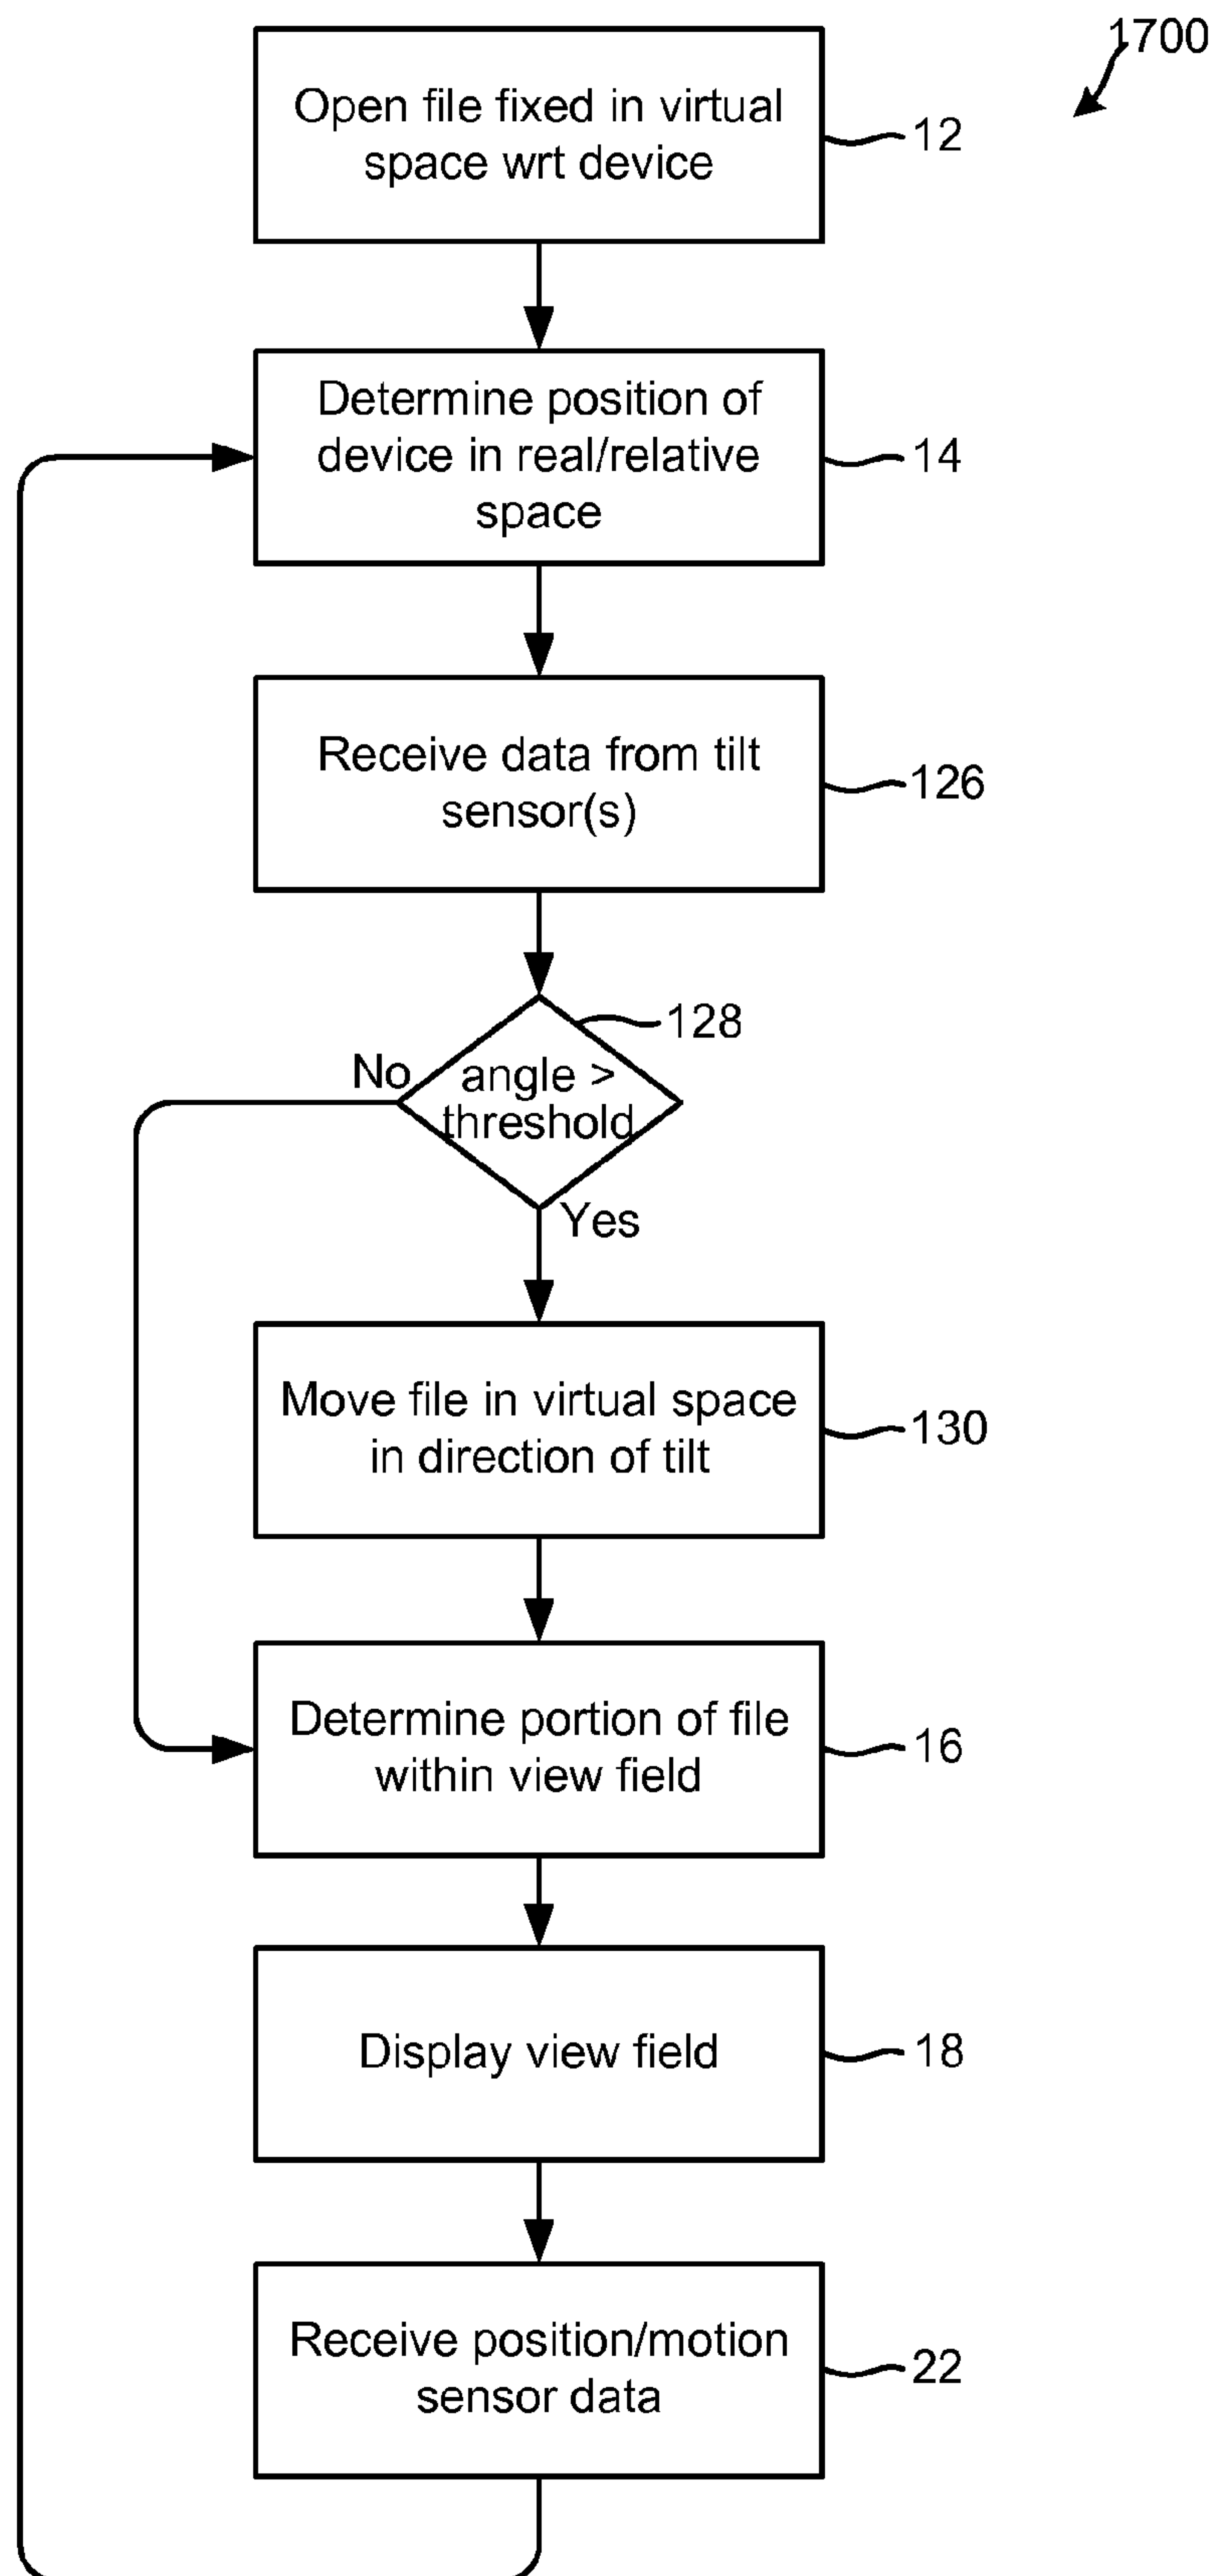 1700
Open file fixed in virtual
space wrt device
12
Determine position of
device in real/relative
space
14
Receive data from tilt
sensor(s)
126
128
No
angle >
threshold
Yes
Move file in virtual space
in direction of tilt
130
Determine portion of file
within view field
16
Display view field
18
Receive position/motion
sensor data
22